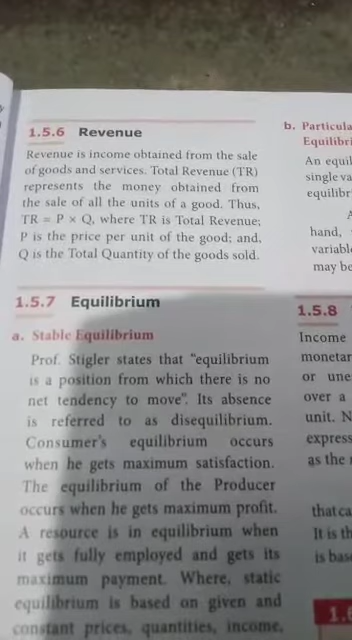 1.5.6 Revenue
Revenue is income obtained from the sale
of goods and services. Total Revenue (TR)
represents the money obtained from
the sale of all the units of a good. Thus,
TR = P × Q, where TR is Total Revenue;
P is the price per unit of the good; and,
Q is the Total Quantity of the goods sold.
1.5.7 Equilibrium
a. Stable Equilibrium
Prof. Stigler states that "equilibrium
is a position from which there is no
net tendency to move". Its absence
is referred to as disequilibrium.
Consumer's equilibrium occurs
when he gets maximum satisfaction.
The equilibrium of the Producer
occurs when he gets maximum profit.
A resource is in equilibrium when
it gets fully employed and gets its
maximum payment. Where, static
equilibrium is based on given and
constant prices, quantities, income,
b. Particula
Equilibri
An equil
single va
equilibr
A
hand,
variable
may be
1.5.8
Income
monetar
or une
over a
unit. N
express
as the
that ca
It is th
is base